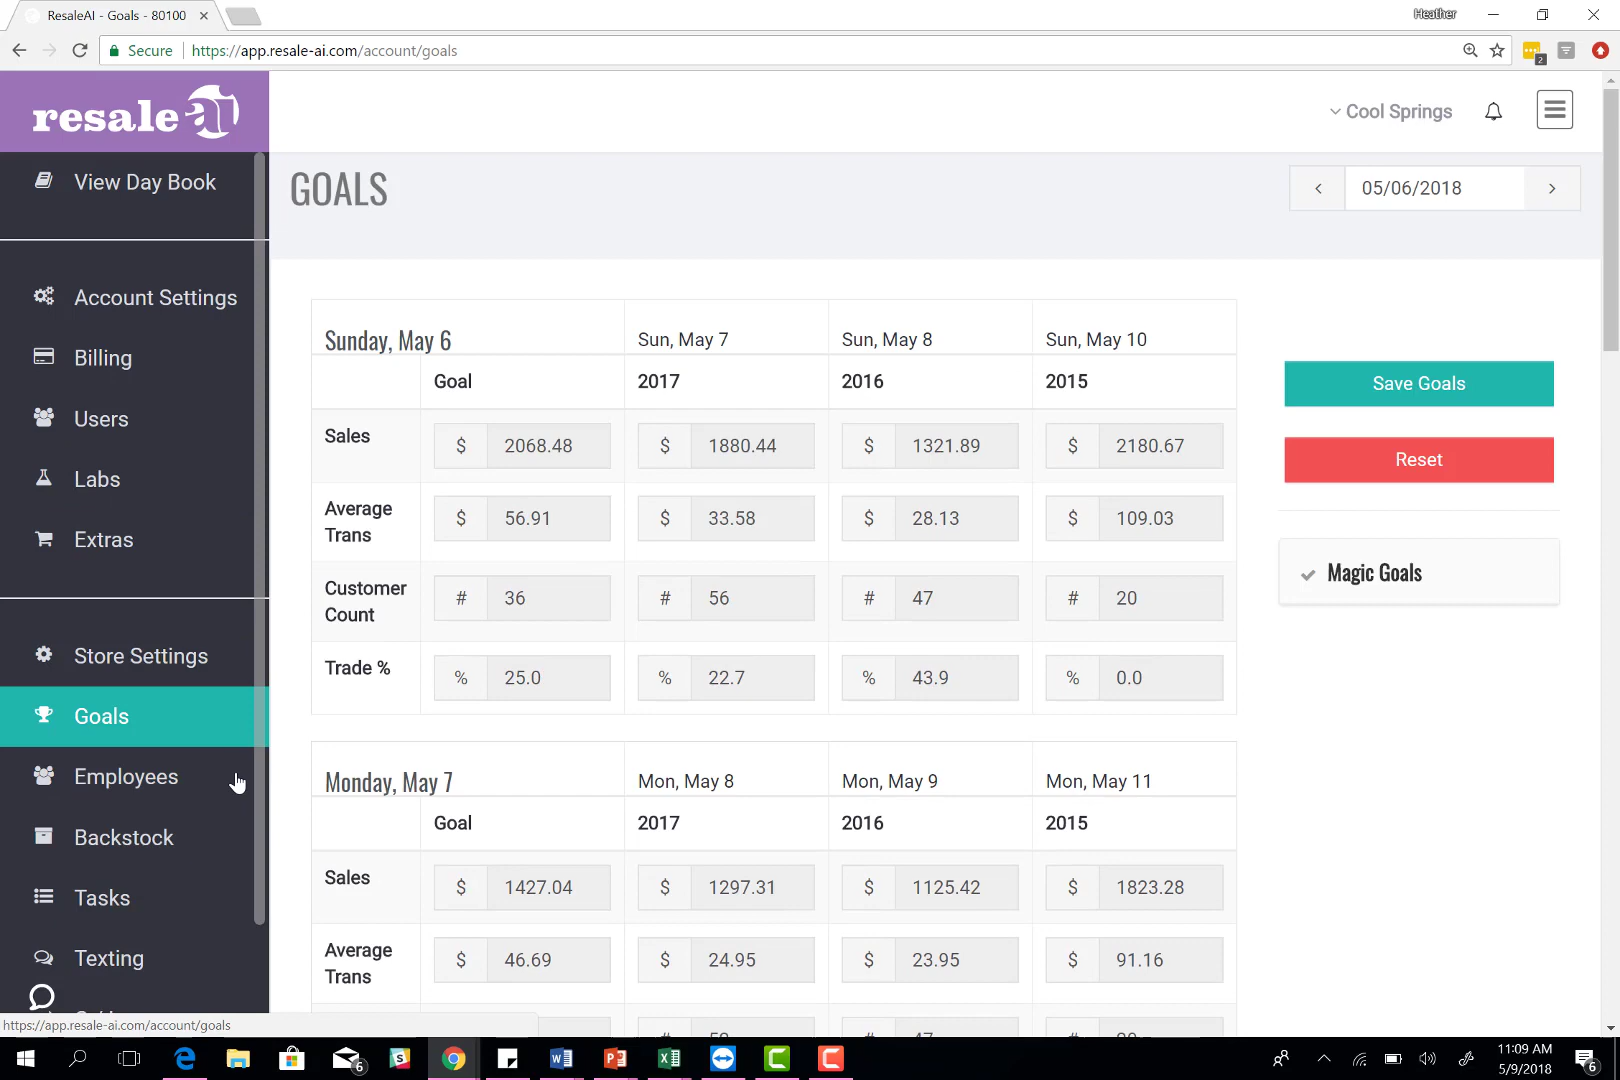 ResaleAI - Goals - 80100
Heather
Secure
https://app.resale-ai.com/account/goals
2
resale ai
Cool Springs
View Day Book
GOALS
05/06/2018
Account Settings
Billing
Users
Labs
Extras
Store Settings
Goals
Employees
Backstock
Tasks
Texting
Sunday, May 6
Sun, May 7
Sun, May 8
Sun, May 10
Goal
2017
2016
2015
Sales
$ 2068.48
$ 1880.44
$ 1321.89
$ 2180.67
Average
Trans
$ 56.91
$ 33.58
$ 28.13
$ 109.03
Customer
Count
# 36
# 56
# 47
# 20
Trade %
% 25.0
% 22.7
% 43.9
% 0.0
Monday, May 7
Mon, May 8
Mon, May 9
Mon, May 11
Goal
2017
2016
2015
Sales
$ 1427.04
$ 1297.31
$ 1125.42
$ 1823.28
Average
Trans
$ 46.69
$ 24.95
$ 23.95
$ 91.16
Save Goals
Reset
Magic Goals
https://app.resale-ai.com/account/goals
6
11:09 AM
5/9/2018
6